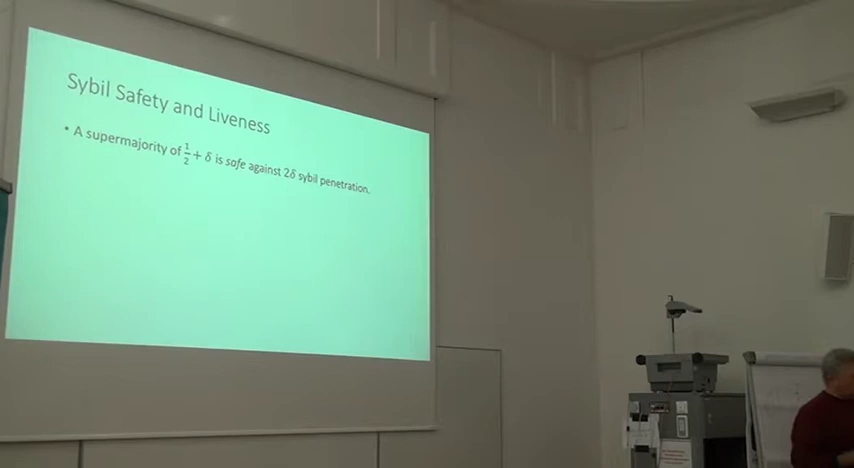 Sybil Safety and Liveness
• A supermajority of 1/2 + δ is safe against 2δ sybil penetration.